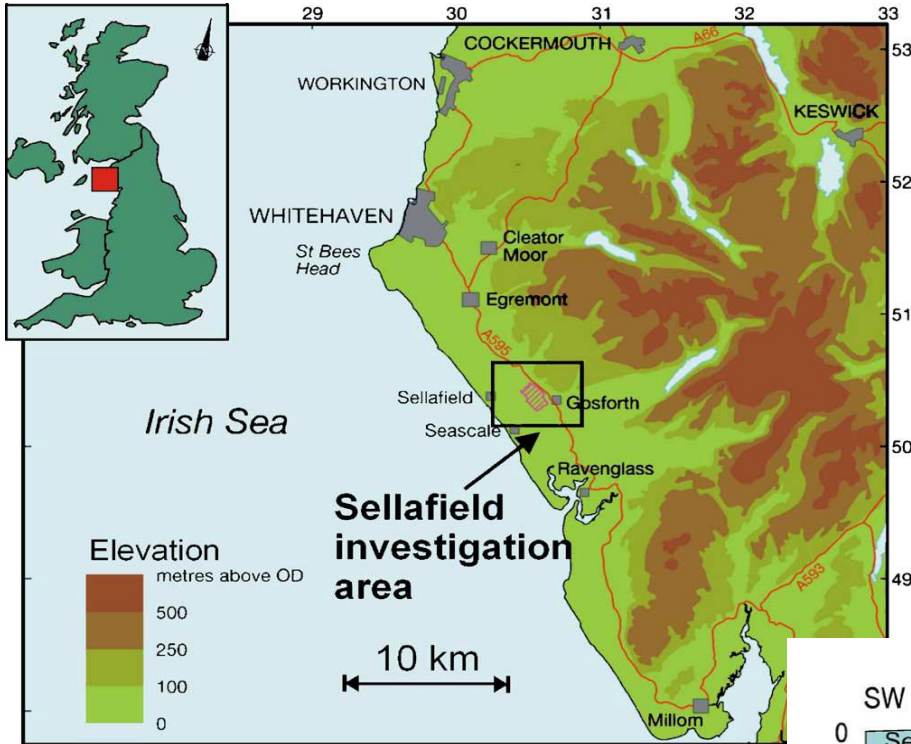 29
30
31
32
33
COCKERMOUTH
A66
53
WORKINGTON
KESWICK
52
WHITEHAVEN
St Bees
Head
Cleator
Moor
Egremont
51
A595
Sellafield
Gosforth
Irish Sea
Seascale
50
Ravenglass
Sellafield
investigation
area
Elevation
metres above OD
500
250
100
0
10 km
A593
49
Millom
SW
0
Se